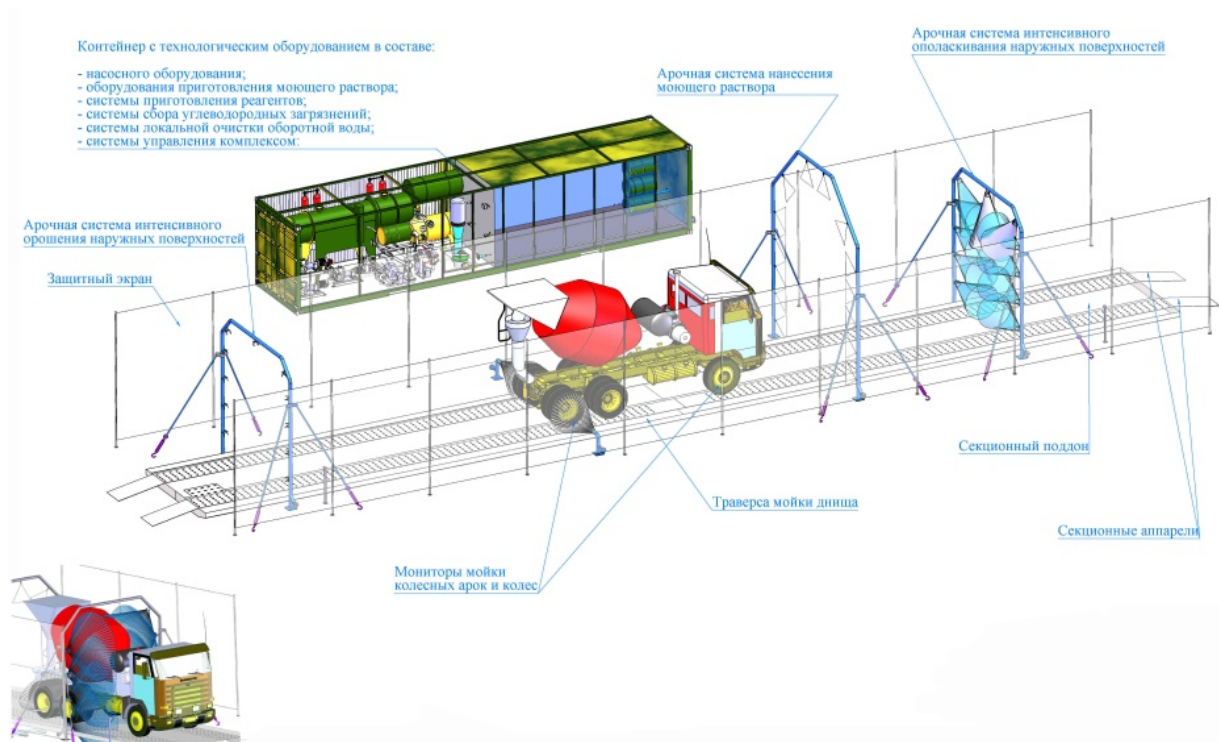 Контейнер с технологическим оборудованием в составе:
- насосного оборудования;
- оборудования приготовления моющего раствора;
- системы приготовления реагентов;
- системы сбора углеводородных загрязнений;
- системы локальной очистки оборотной воды;
- системы управления комплексом:
Арочная система интенсивного
ополаскивания наружных поверхностей
Арочная система нанесения
моющего раствора
Арочная система интенсивного
орошения наружных поверхностей
Защитный экран
Секционный поддон
Траверса мойки днища
Секционные аппарели
Мониторы мойки
колесных арок и колес